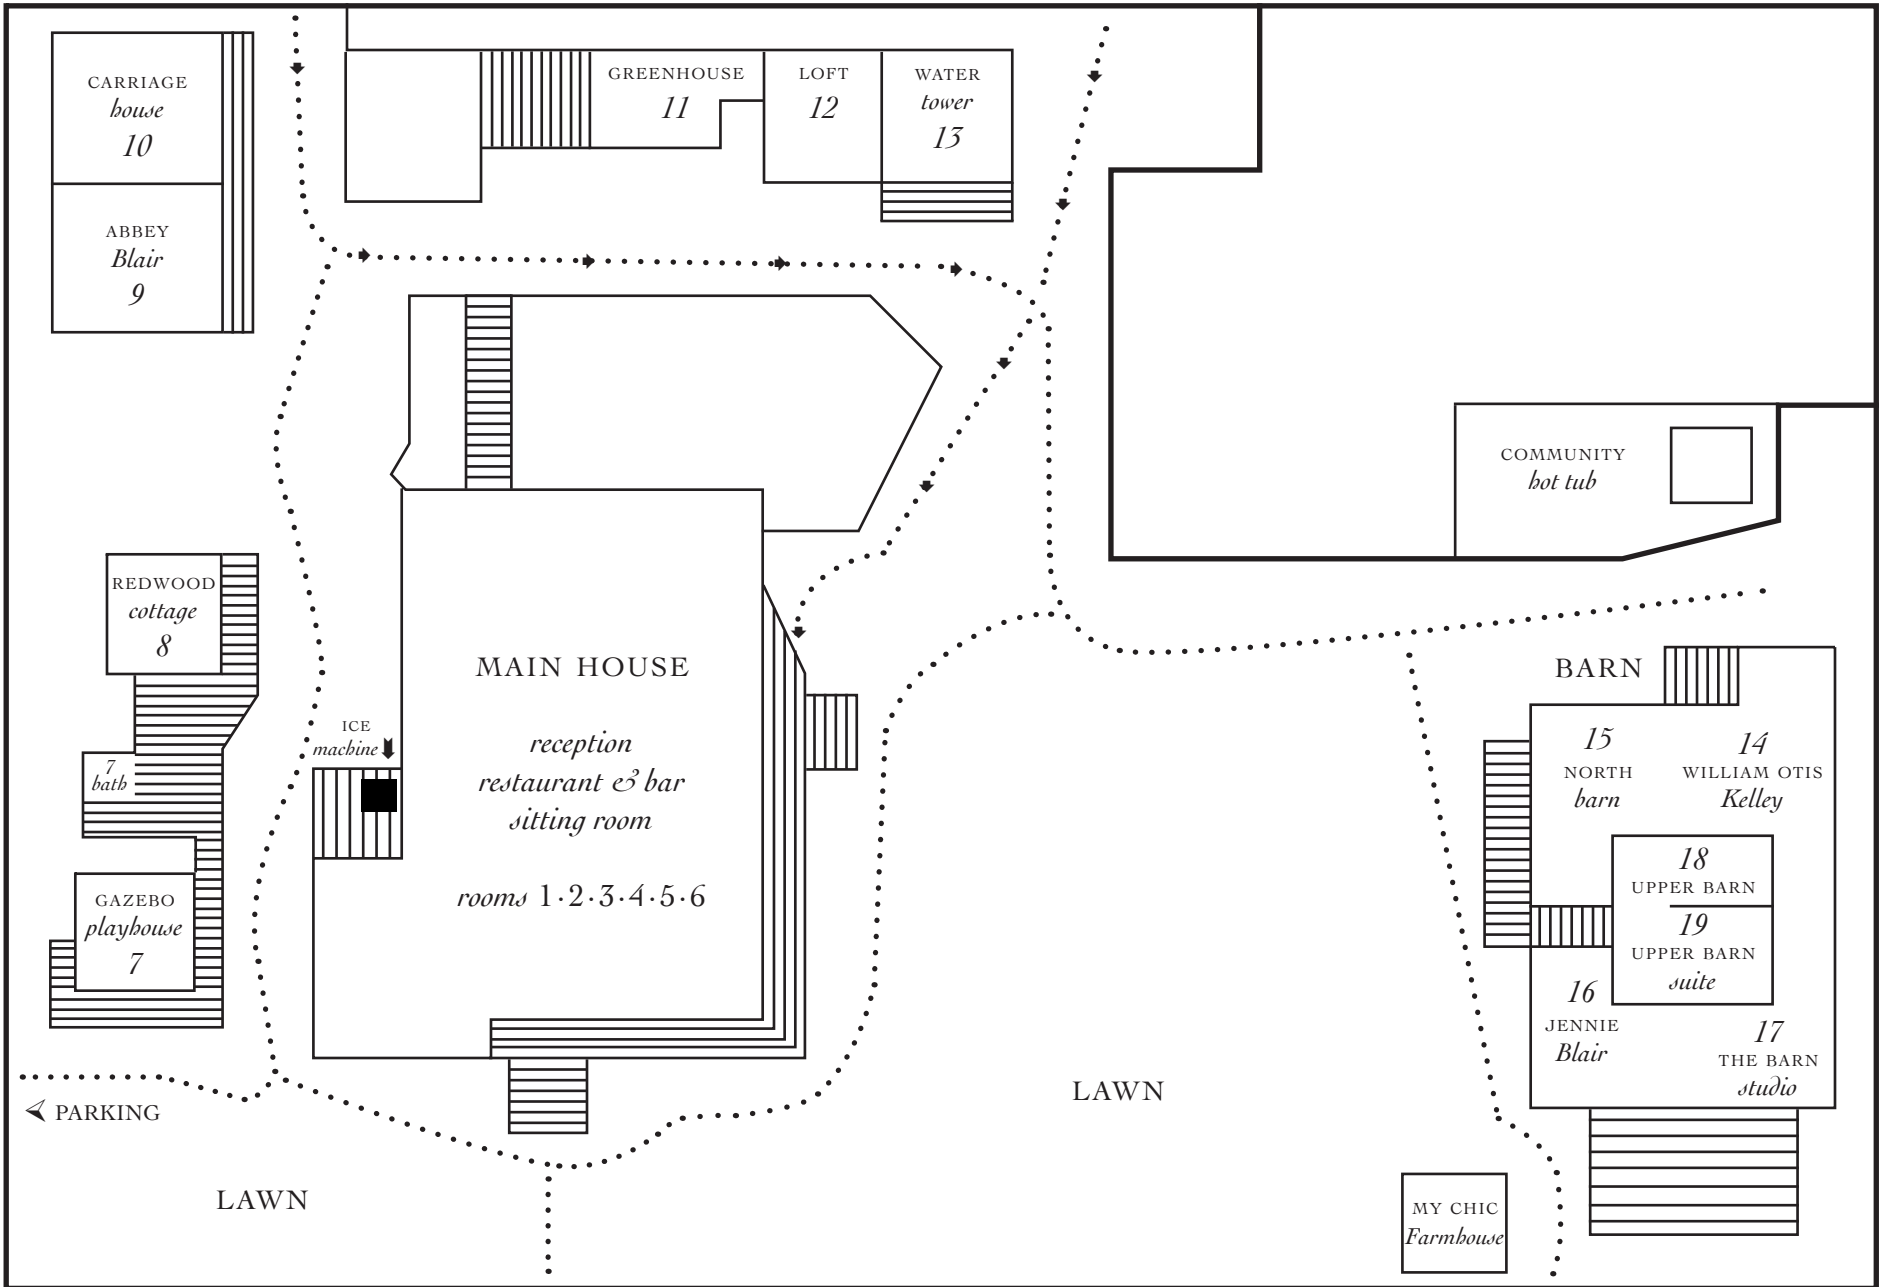 CARRIAGE
house
10
ABBEY
Blair
9
GREENHOUSE
11
LOFT
12
WATER
tower
13
COMMUNITY
hot tub
REDWOOD
cottage
8
7
bath
GAZEBO
playhouse
7
ICE
machine
MAIN HOUSE
reception
restaurant & bar
sitting room
rooms 1·2·3·4·5·6
BARN
15
NORTH
barn
14
WILLIAM OTIS
Kelley
18
UPPER BARN
19
UPPER BARN
suite
16
JENNIE
Blair
17
THE BARN
studio
PARKING
LAWN
LAWN
MY CHIC
Farmhouse